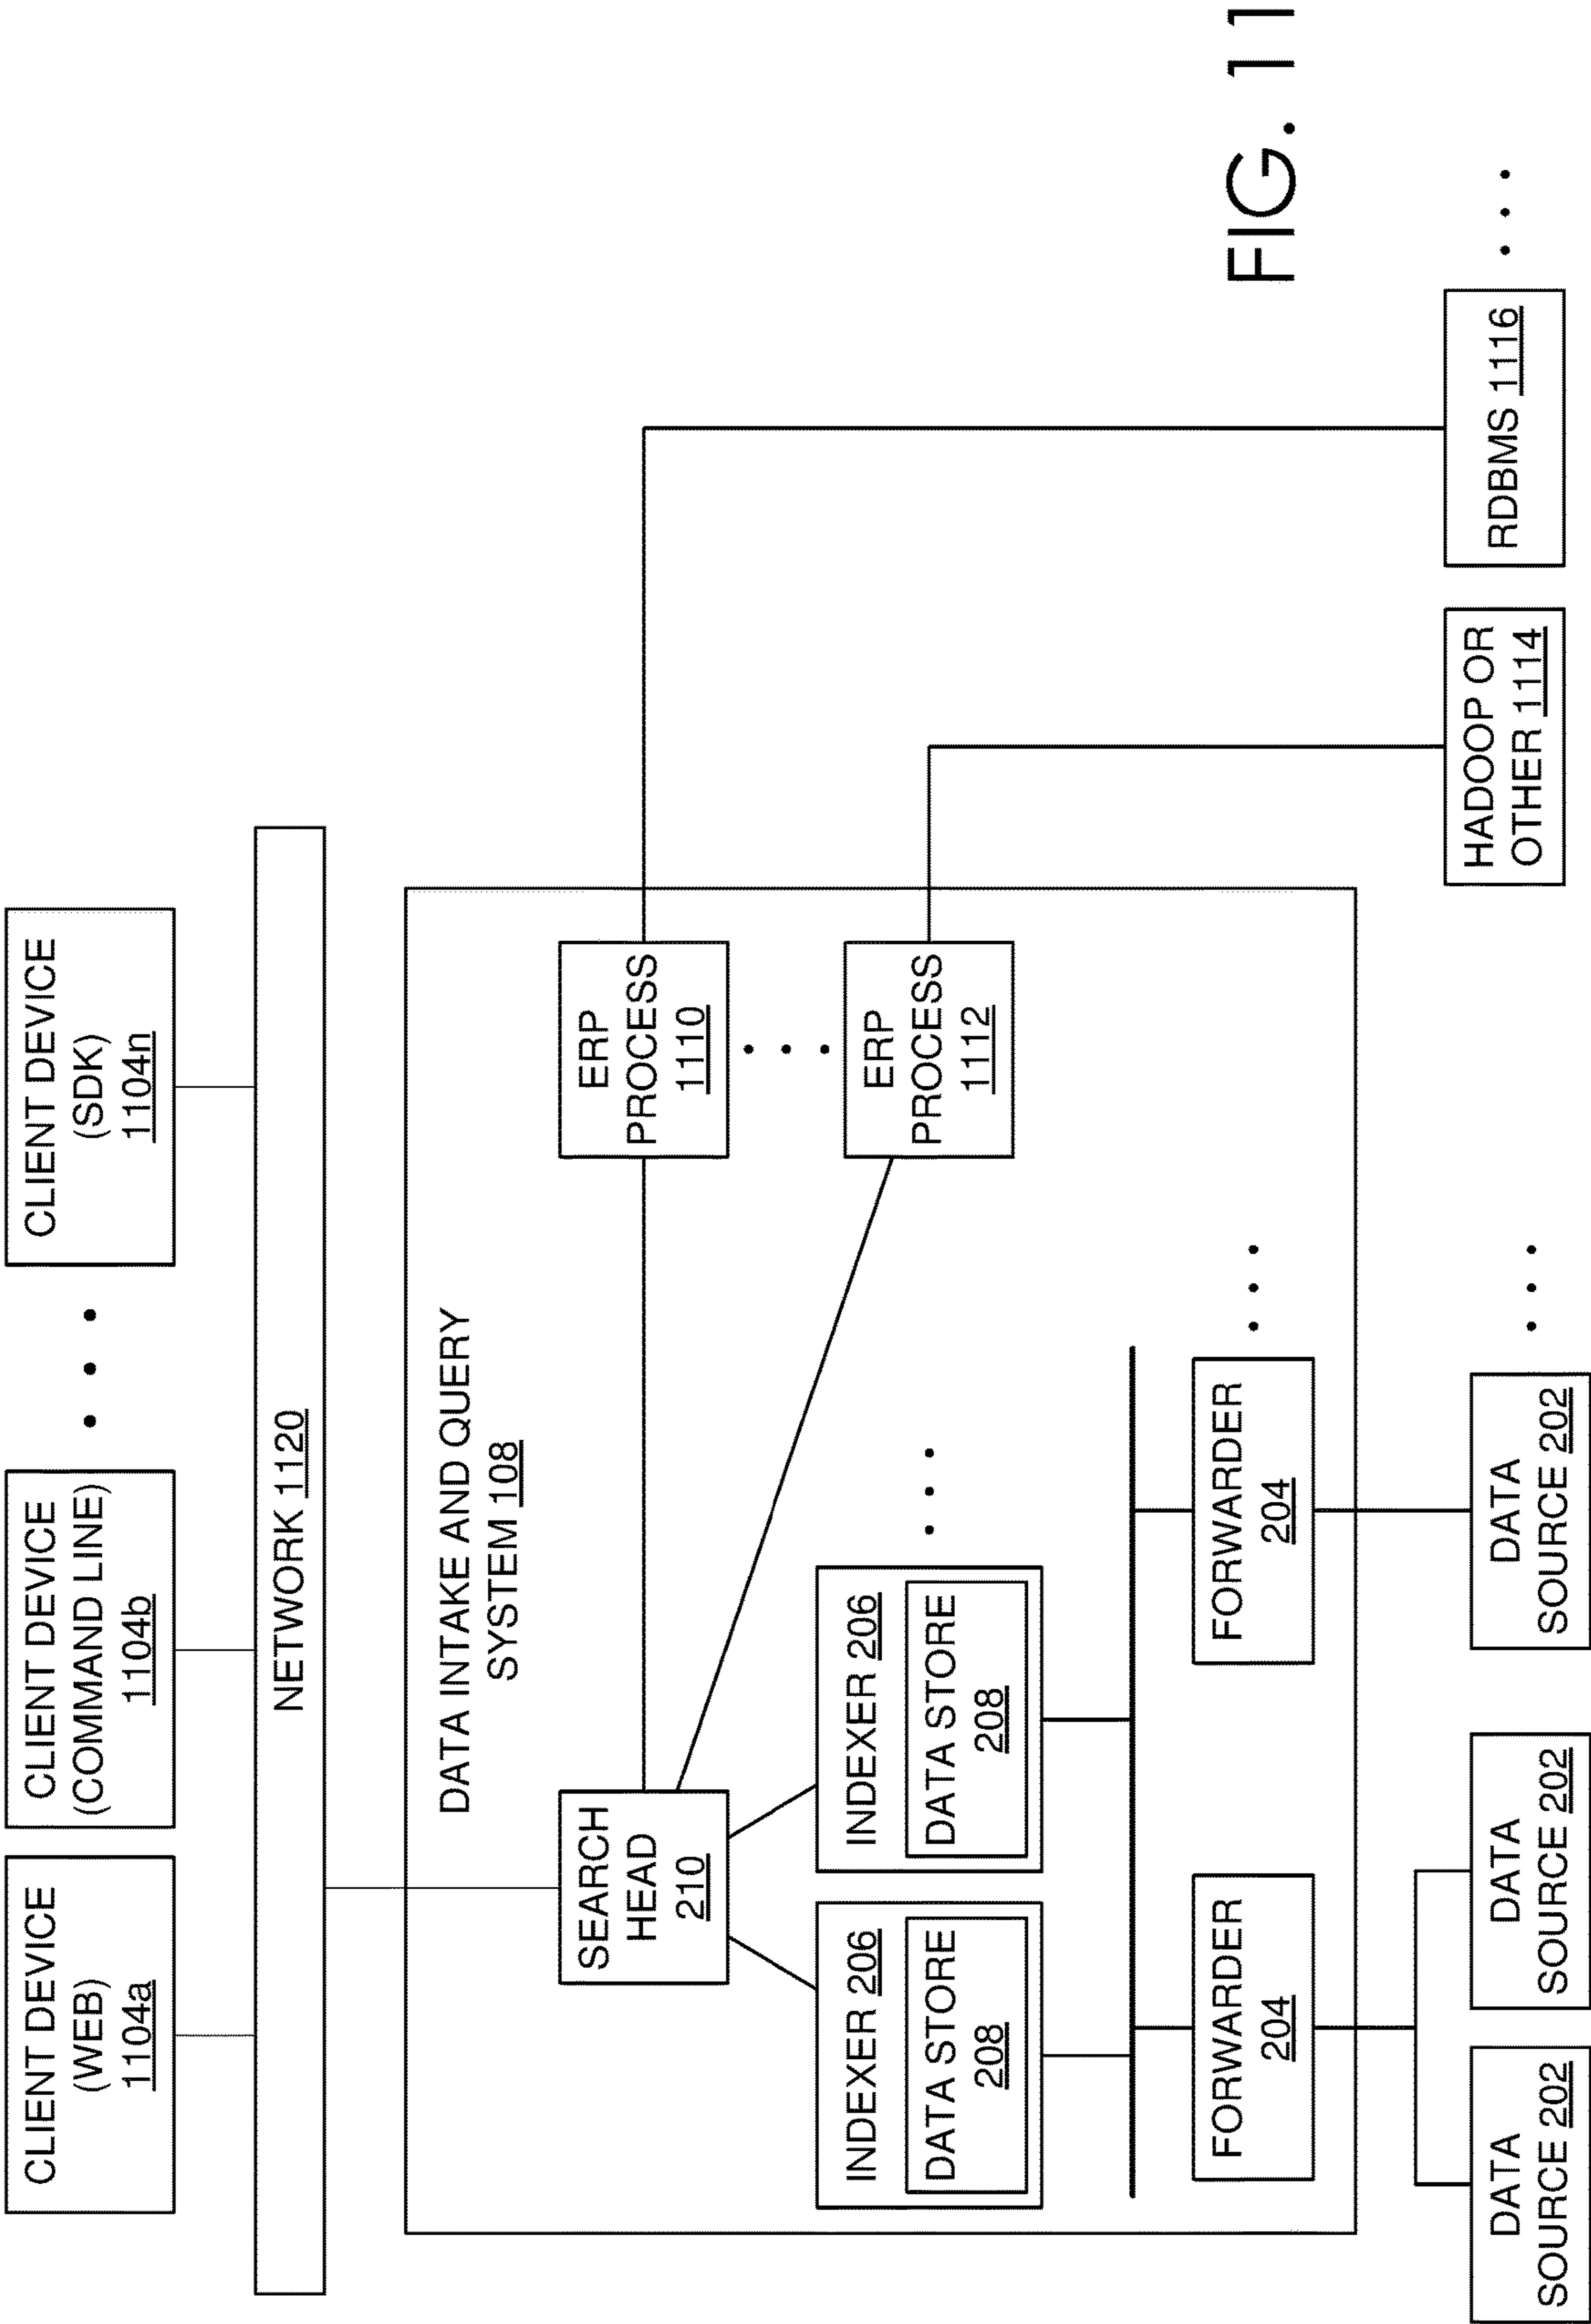 CLIENT DEVICE
(WEB)
1104a
CLIENT DEVICE
(COMMAND LINE)
1104b
. . .
CLIENT DEVICE
(SDK)
1104n
NETWORK 1120
DATA INTAKE AND QUERY
SYSTEM 108
SEARCH
HEAD
210
ERP
PROCESS
1110
. . .
ERP
PROCESS
1112
INDEXER 206
DATA STORE
208
INDEXER 206
DATA STORE
208
. . .
FORWARDER
204
FORWARDER
204
. . .
DATA
SOURCE 202
DATA
SOURCE 202
DATA
SOURCE 202
. . .
HADOOP OR
OTHER 1114
RDBMS 1116
. . .
FIG. 11